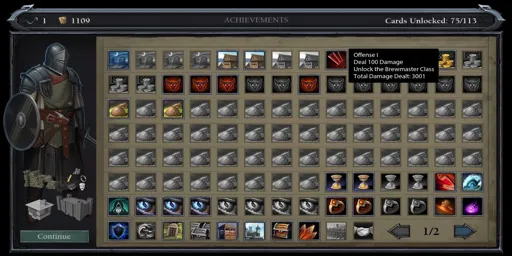 1
1109
ACHIEVEMENTS
Cards Unlocked: 75/113
Offense I
Deal 100 Damage
Unlock the Brewmaster Class
Total Damage Dealt: 3001
Continue
1/2